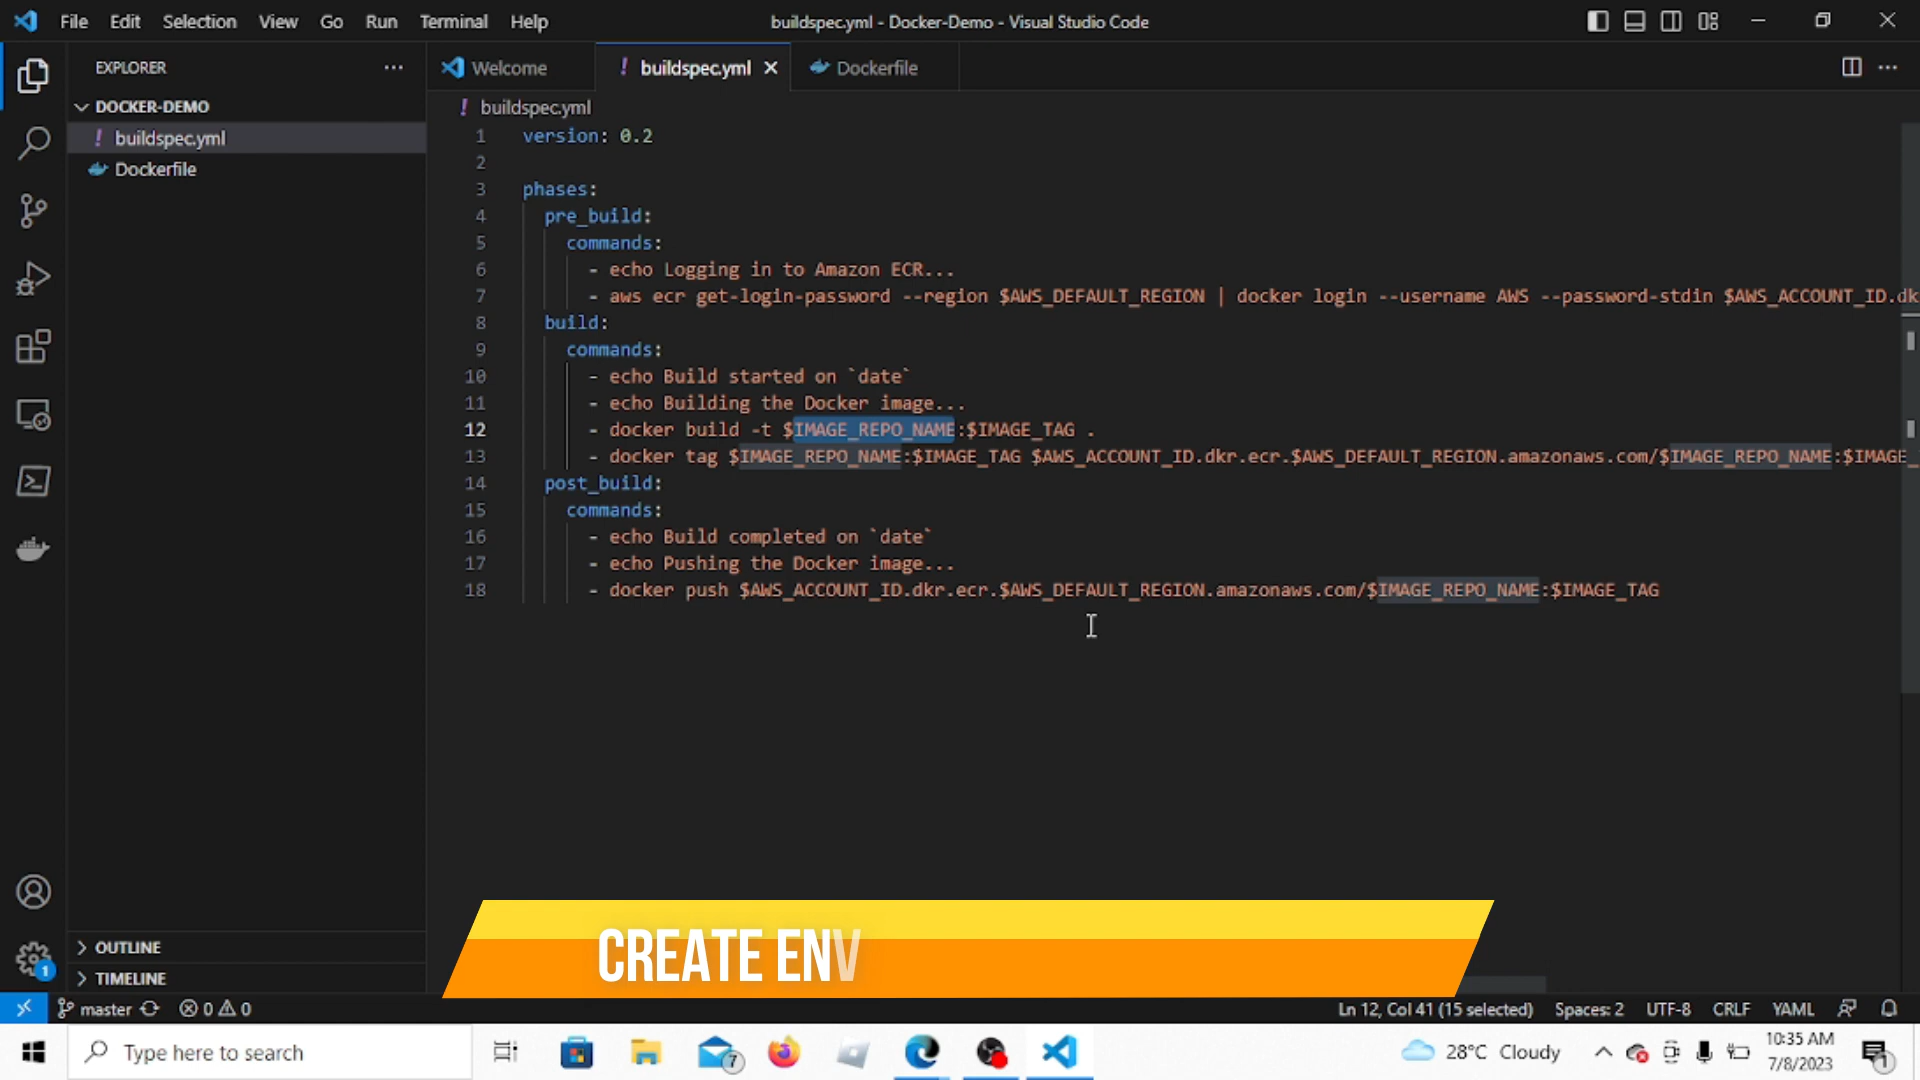 File Edit Selection View Go Run Terminal Help
buildspec.yml - Docker-Demo - Visual Studio Code
EXPLORER
Welcome
! buildspec.yml
Dockerfile
DOCKER-DEMO
! buildspec.yml
Dockerfile
! buildspec.yml
1 version: 0.2
2
3 phases:
4 pre_build:
5 commands:
6 - echo Logging in to Amazon ECR...
7 - aws ecr get-login-password --region $AWS_DEFAULT_REGION | docker login --username AWS --password-stdin $AWS_ACCOUNT_ID.dk
8 build:
9 commands:
10 - echo Build started on `date`
11 - echo Building the Docker image...
12 - docker build -t $IMAGE_REPO_NAME:$IMAGE_TAG .
13 - docker tag $IMAGE_REPO_NAME:$IMAGE_TAG $AWS_ACCOUNT_ID.dkr.ecr.$AWS_DEFAULT_REGION.amazonaws.com/$IMAGE_REPO_NAME:$IMAGE_
14 post_build:
15 commands:
16 - echo Build completed on `date`
17 - echo Pushing the Docker image...
18 - docker push $AWS_ACCOUNT_ID.dkr.ecr.$AWS_DEFAULT_REGION.amazonaws.com/$IMAGE_REPO_NAME:$IMAGE_TAG
CREATE ENV
OUTLINE
TIMELINE
1
master 0 0
Ln 12, Col 41 (15 selected) Spaces: 2 UTF-8 CRLF YAML
Type here to search
7
28°C Cloudy
10:35 AM
7/8/2023
1